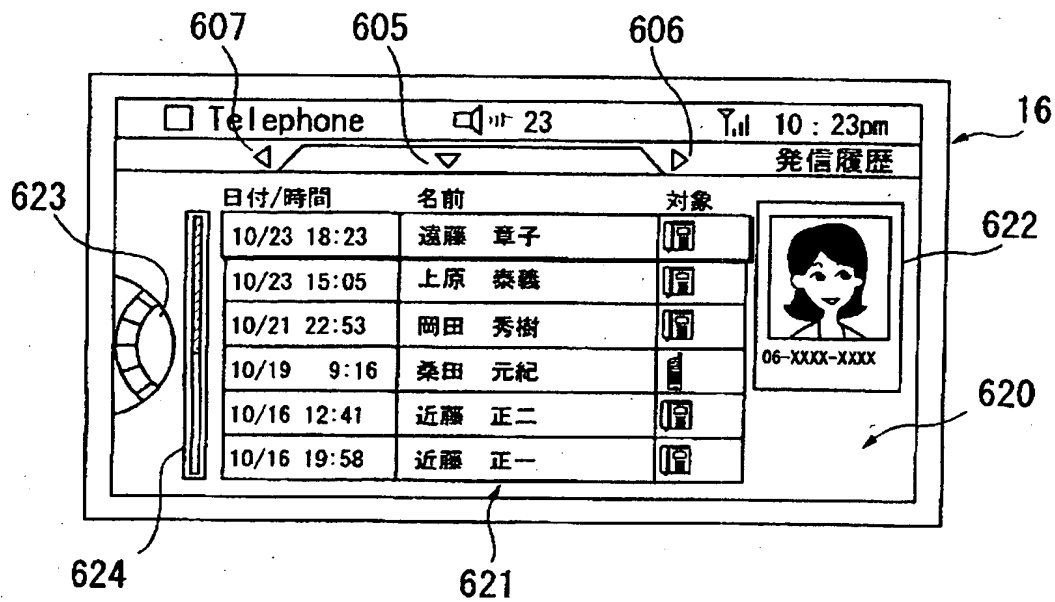 607 605 606
16
□ Telephone 23 10:23pm
発信履歴
日付/時間 名前 対象
10/23 18:23 遠藤 章子
10/23 15:05 上原 泰義
10/21 22:53 岡田 秀樹
10/19 9:16 桑田 元紀
10/16 12:41 近藤 正二
10/16 19:58 近藤 正一
06-XXXX-XXXX
623
622
620
624
621